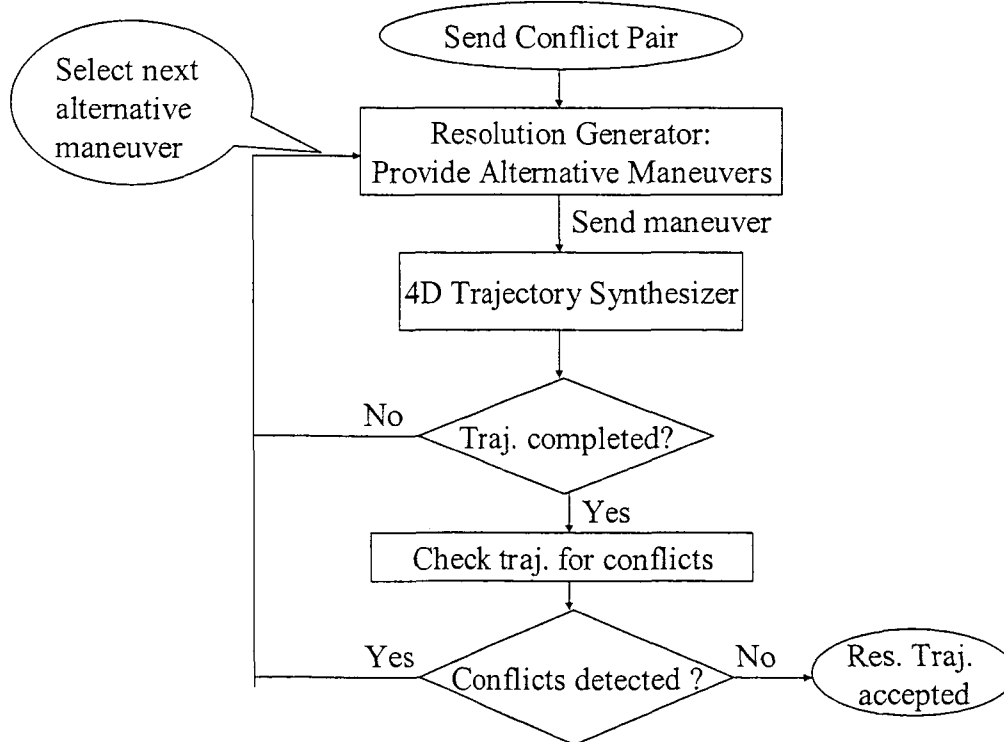 Send Conflict Pair
Select next
alternative
maneuver
Resolution Generator:
Provide Alternative Maneuvers
Send maneuver
4D Trajectory Synthesizer
No
Traj. completed?
Yes
Check traj. for conflicts
Yes
Conflicts detected ?
No
Res. Traj.
accepted